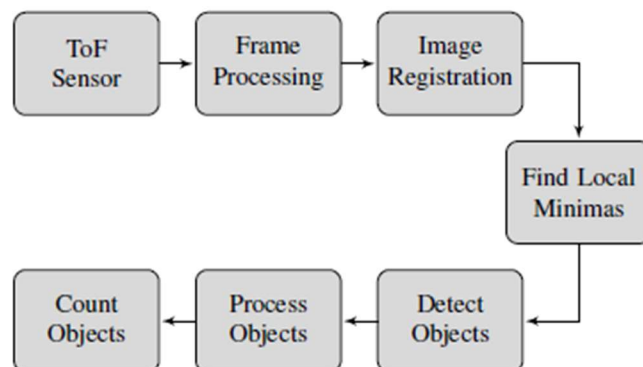 ToF
Sensor
Frame
Processing
Image
Registration
Find Local
Minimas
Detect
Objects
Process
Objects
Count
Objects